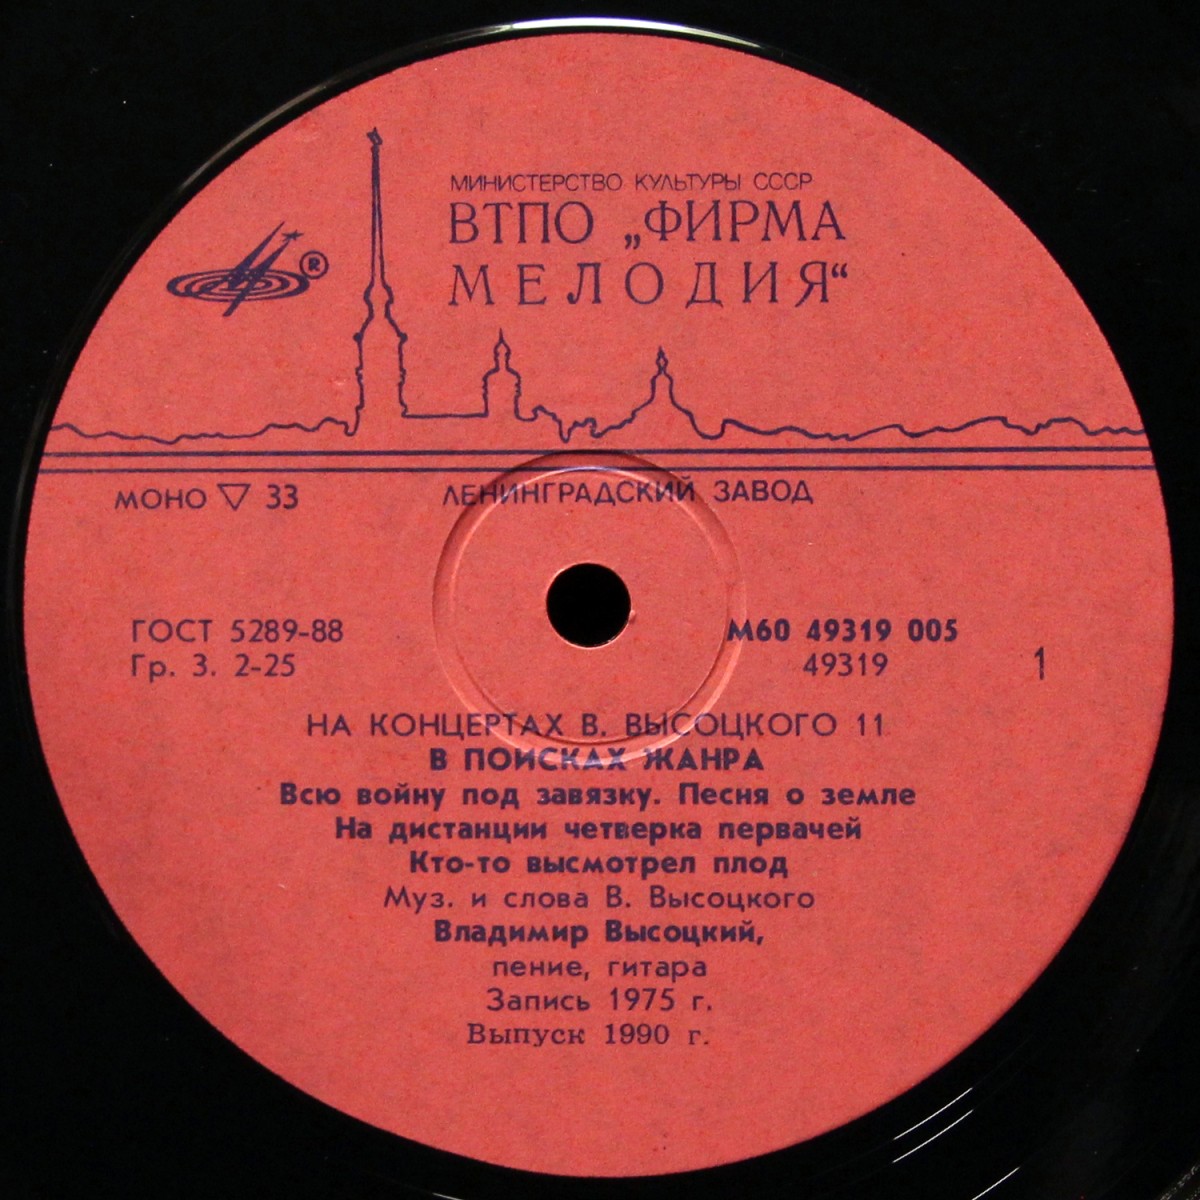 МИНИСТЕРСТВО КУЛЬТУРЫ СССР
ВТПО „ФИРМА
МЕЛОДИЯ“
®
МОНО ▽ 33
ЛЕНИНГРАДСКИЙ ЗАВОД
ГОСТ 5289-88
Гр. 3. 2-25
М60 49319 005
49319
1
НА КОНЦЕРТАХ В. ВЫСОЦКОГО 11
В ПОИСКАХ ЖАНРА
Всю войну под завязку. Песня о земле
На дистанции четверка первачей
Кто-то высмотрел плод
Муз. и слова В. Высоцкого
Владимир Высоцкий,
пение, гитара
Запись 1975 г.
Выпуск 1990 г.